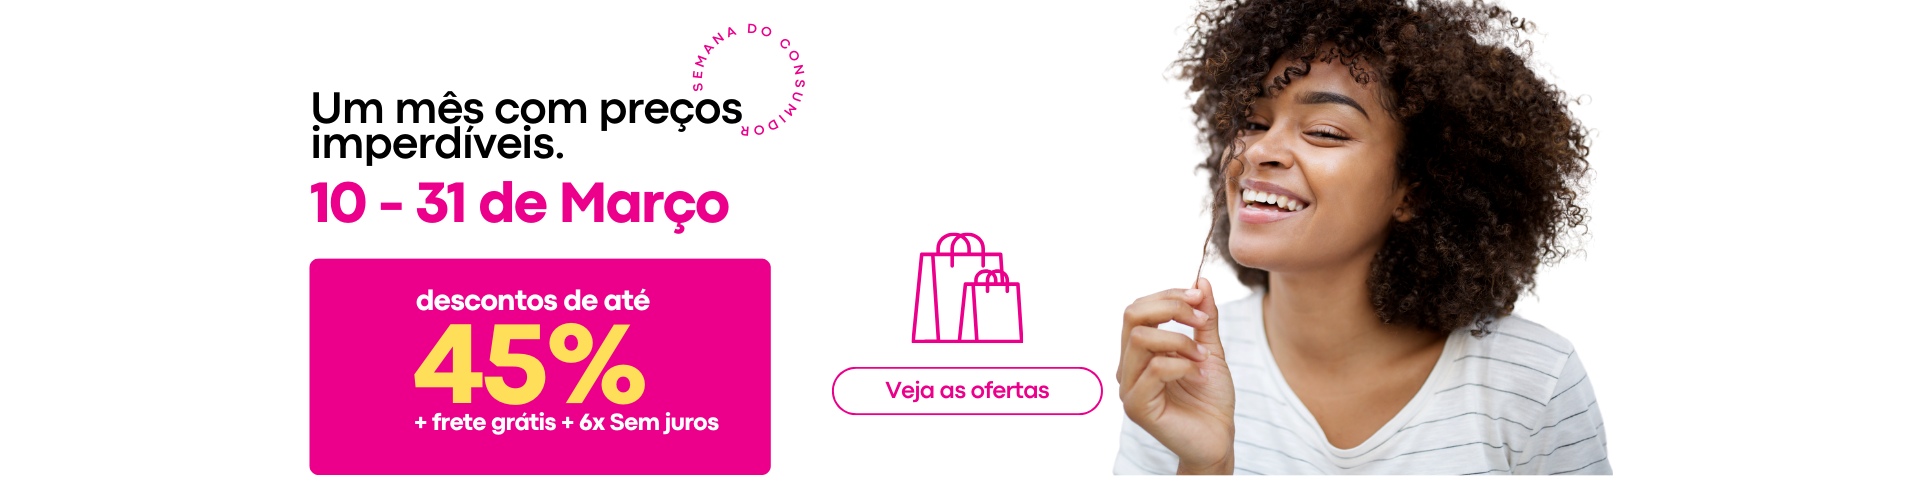 SEMANA DO CONSUMIDOR
Um mês com preços
imperdíveis.
10 - 31 de Março
descontos de até
45%
+ frete grátis + 6x Sem juros
Veja as ofertas